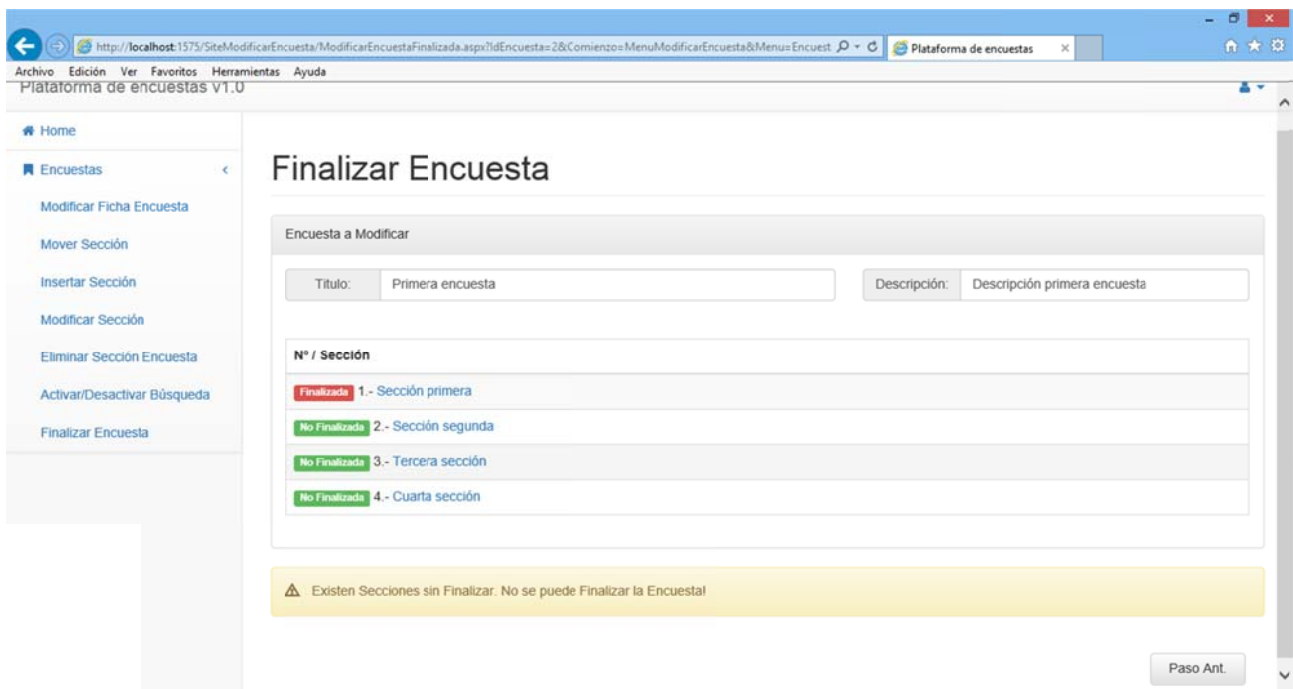 http://localhost:1575/SiteModificarEncuesta/ModificarEncuestaFinalizada.aspx?IdEncuesta=2&Comienzo=MenuModificarEncuesta&Menu=Encuest
Plataforma de encuestas
Archivo Edición Ver Favoritos Herramientas Ayuda
Plataforma de encuestas v1.0
Home
Encuestas
Modificar Ficha Encuesta
Mover Sección
Insertar Sección
Modificar Sección
Eliminar Sección Encuesta
Activar/Desactivar Búsqueda
Finalizar Encuesta
Finalizar Encuesta
Encuesta a Modificar
Titulo: Primera encuesta
Descripción: Descripción primera encuesta
Nº / Sección
Finalizada 1.- Sección primera
No Finalizada 2.- Sección segunda
No Finalizada 3.- Tercera sección
No Finalizada 4.- Cuarta sección
Existen Secciones sin Finalizar. No se puede Finalizar la Encuesta!
Paso Ant.